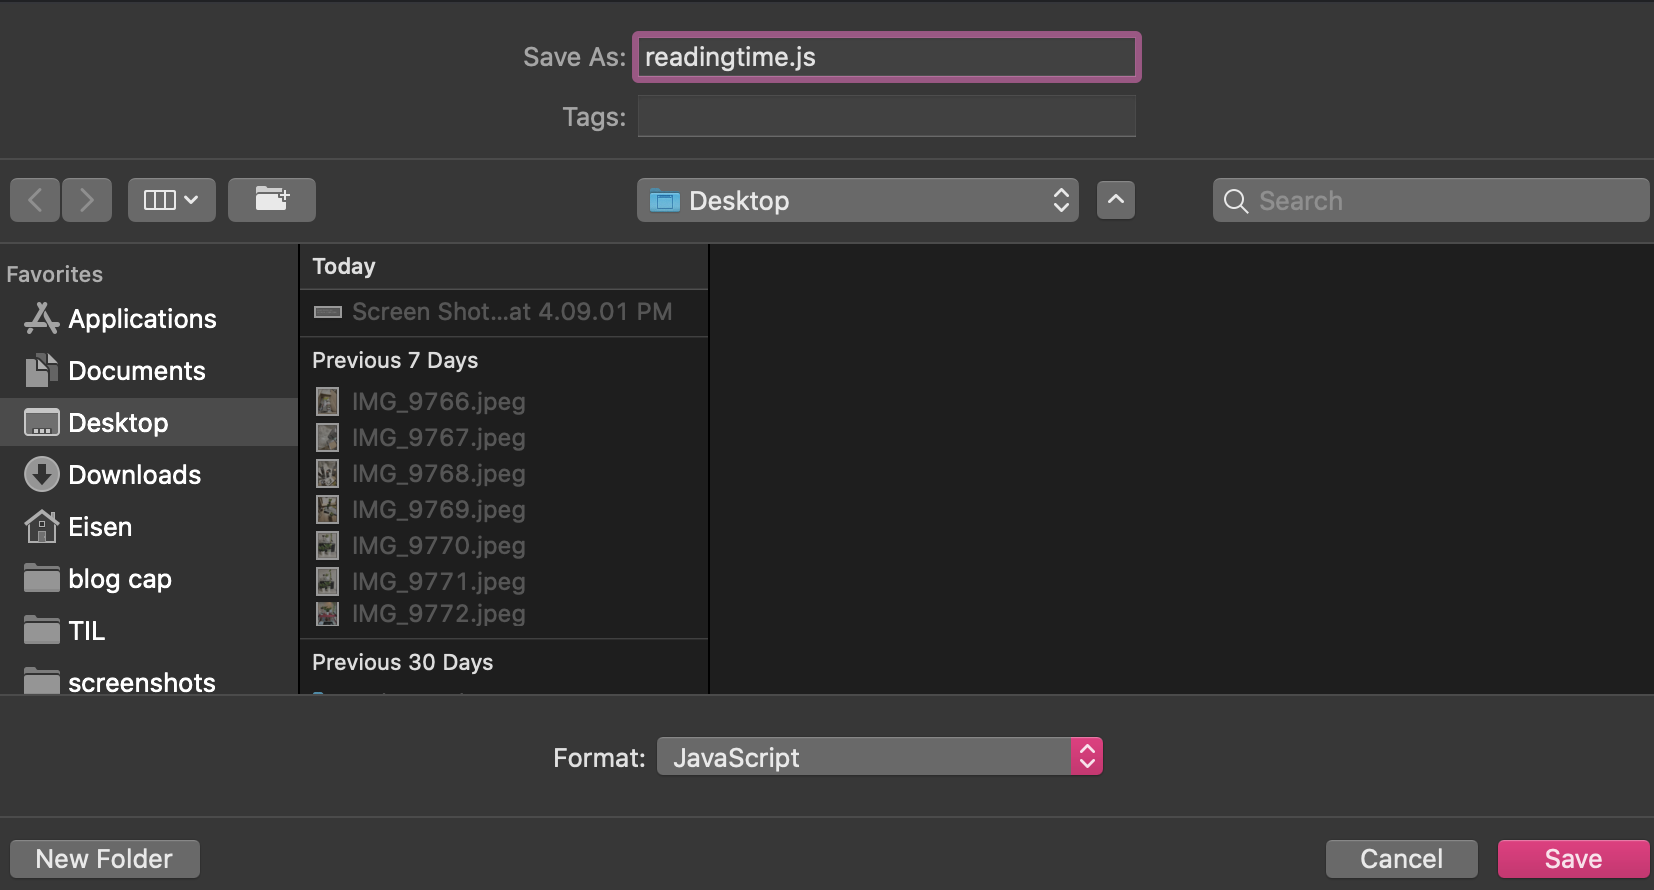 Save As: readingtime.js
Tags:
Desktop
Search
Favorites
Applications
Documents
Desktop
Downloads
Eisen
blog cap
TIL
screenshots
Today
Screen Shot...at 4.09.01 PM
Previous 7 Days
IMG_9766.jpeg
IMG_9767.jpeg
IMG_9768.jpeg
IMG_9769.jpeg
IMG_9770.jpeg
IMG_9771.jpeg
IMG_9772.jpeg
Previous 30 Days
Format: JavaScript
New Folder
Cancel
Save